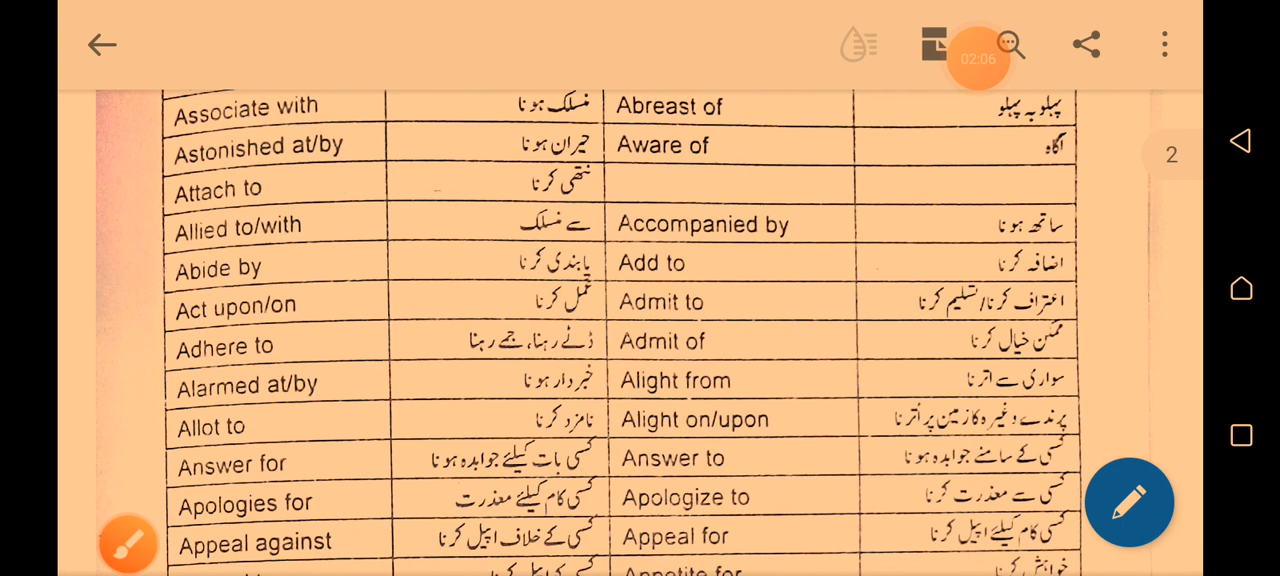 02:06
2
Associate with منسلک ہونا Abreast of پہلو بہ پہلو
Astonished at/by حیران ہونا Aware of آگاہ
Attach to نتھی کرنا
Allied to/with سے منسلک Accompanied by ساتھ ہونا
Abide by پابندی کرنا Add to اضافہ کرنا
Act upon/on عمل کرنا Admit to اعتراف کرنا/تسلیم کرنا
Adhere to ڈٹے رہنا، جمے رہنا Admit of ممکن خیال کرنا
Alarmed at/by خبردار ہونا Alight from سواری سے اترنا
Allot to نامزد کرنا Alight on/upon پرندے وغیرہ کا زمین پر اُترنا
Answer for کسی بات کیلئے جوابدہ ہونا Answer to کسی کے سامنے جوابدہ ہونا
Apologies for کسی کام کیلئے معذرت Apologize to کسی سے معذرت کرنا
Appeal against کسی کے خلاف اپیل کرنا Appeal for کسی کام کیلئے اپیل کرنا
Appetite for خواہش کرنا